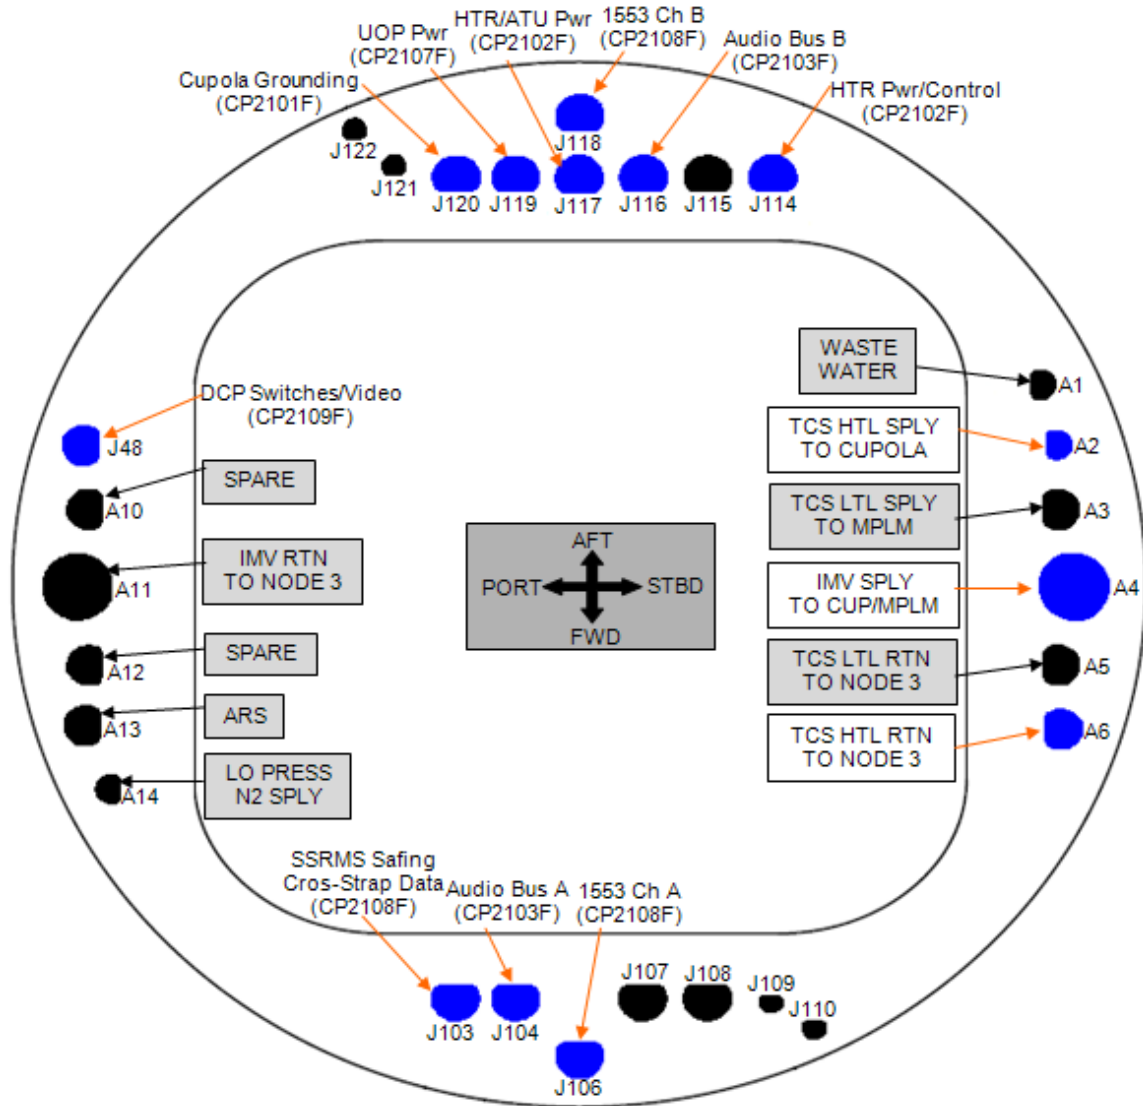 HTR/ATU Pwr
(CP2102F)
1553 Ch B
(CP2108F)
UOP Pwr
(CP2107F)
Audio Bus B
(CP2103F)
Cupola Grounding
(CP2101F)
HTR Pwr/Control
(CP2102F)
J122
J121
J120
J119
J118
J117
J116
J115
J114
WASTE
WATER
A1
DCP Switches/Video
(CP2109F)
J48
TCS HTL SPLY
TO CUPOLA
A2
SPARE
A10
TCS LTL SPLY
TO MPLM
A3
IMV RTN
TO NODE 3
A11
AFT
PORT
STBD
FWD
IMV SPLY
TO CUP/MPLM
A4
SPARE
A12
TCS LTL RTN
TO NODE 3
A5
ARS
A13
TCS HTL RTN
TO NODE 3
A6
LO PRESS
N2 SPLY
A14
SSRMS Safing
Cros-Strap Data
(CP2108F)
Audio Bus A
(CP2103F)
1553 Ch A
(CP2108F)
J103
J104
J106
J107
J108
J109
J110